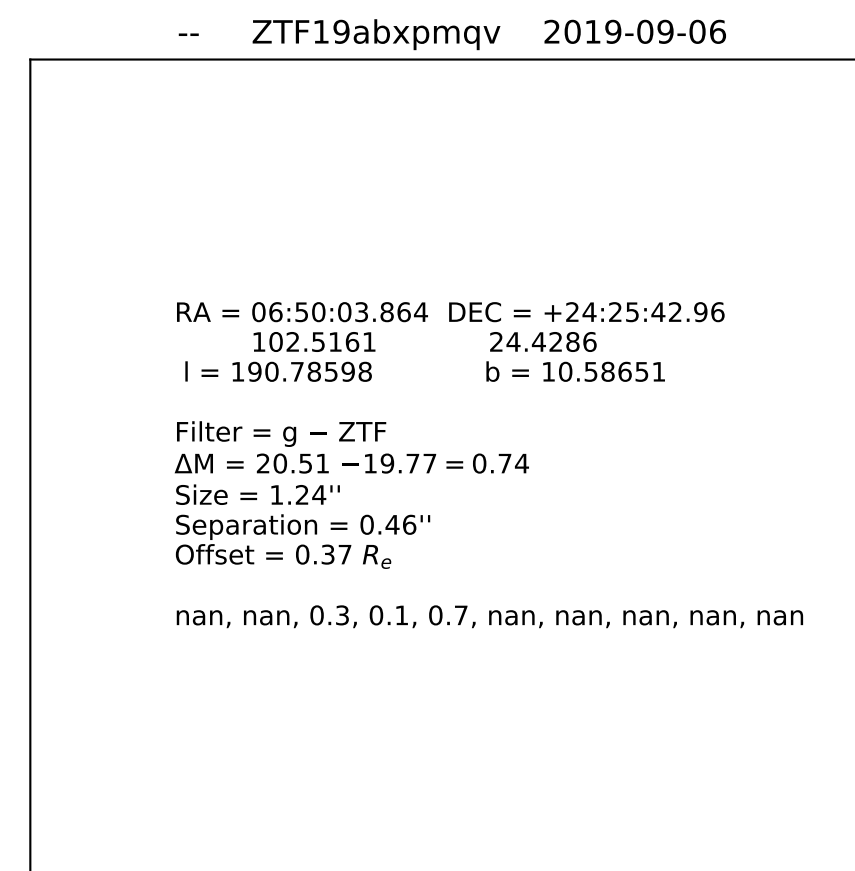 -- ZTF19abxpmqv 2019-09-06
RA = 06:50:03.864 DEC = +24:25:42.96
102.5161 24.4286
l = 190.78598 b = 10.58651
Filter = g − ZTF
ΔM = 20.51 −19.77 = 0.74
Size = 1.24''
Separation = 0.46''
Offset = 0.37 Rₑ
nan, nan, 0.3, 0.1, 0.7, nan, nan, nan, nan, nan